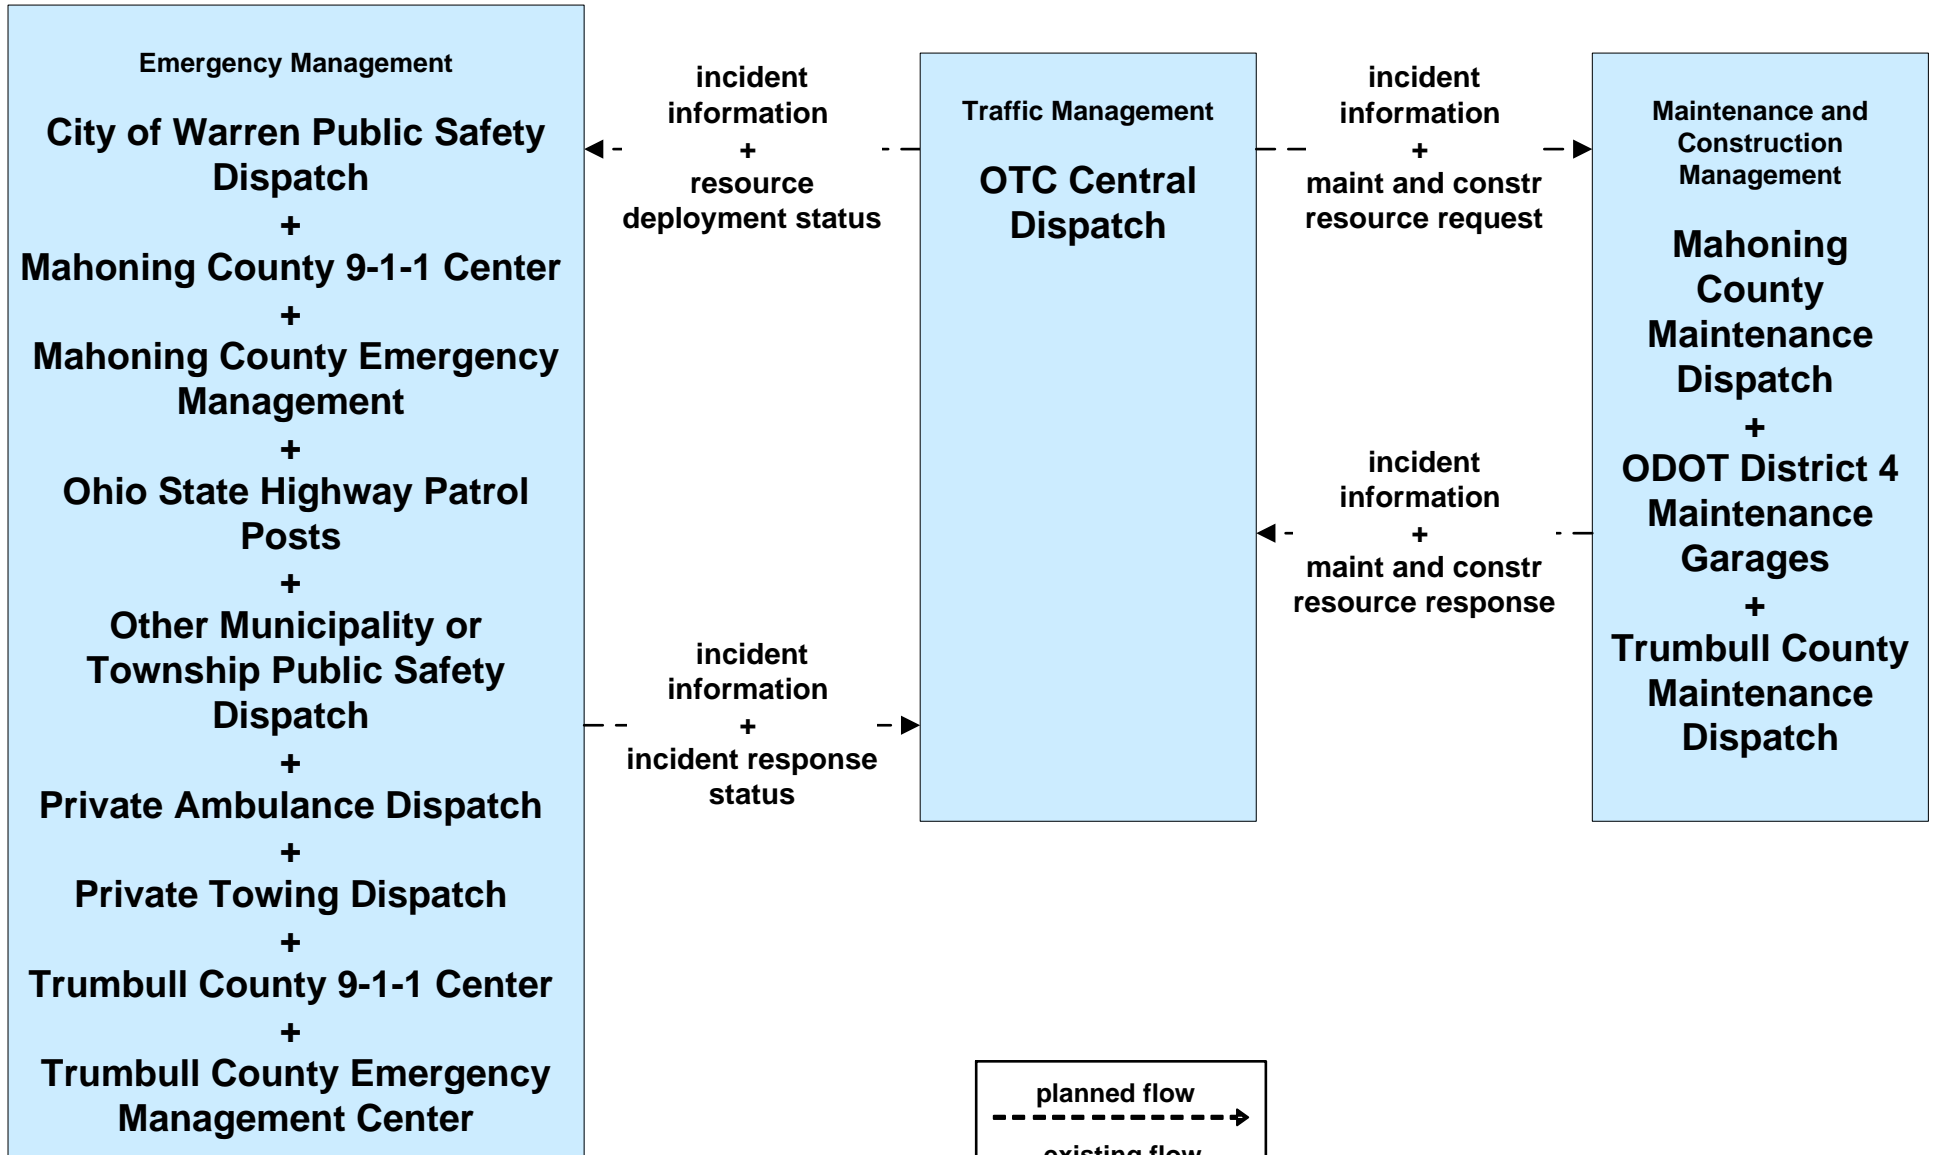 Emergency Management
City of Warren Public Safety
Dispatch
+
Mahoning County 9-1-1 Center
+
Mahoning County Emergency
Management
+
Ohio State Highway Patrol
Posts
+
Other Municipality or
Township Public Safety
Dispatch
+
Private Ambulance Dispatch
+
Private Towing Dispatch
+
Trumbull County 9-1-1 Center
+
Trumbull County Emergency
Management Center
incident
information
+
resource
deployment status
incident
information
+
incident response
status
Traffic Management
OTC Central
Dispatch
incident
information
+
maint and constr
resource request
incident
information
+
maint and constr
resource response
Maintenance and
Construction
Management
Mahoning
County
Maintenance
Dispatch
+
ODOT District 4
Maintenance
Garages
+
Trumbull County
Maintenance
Dispatch
planned flow
existing flow